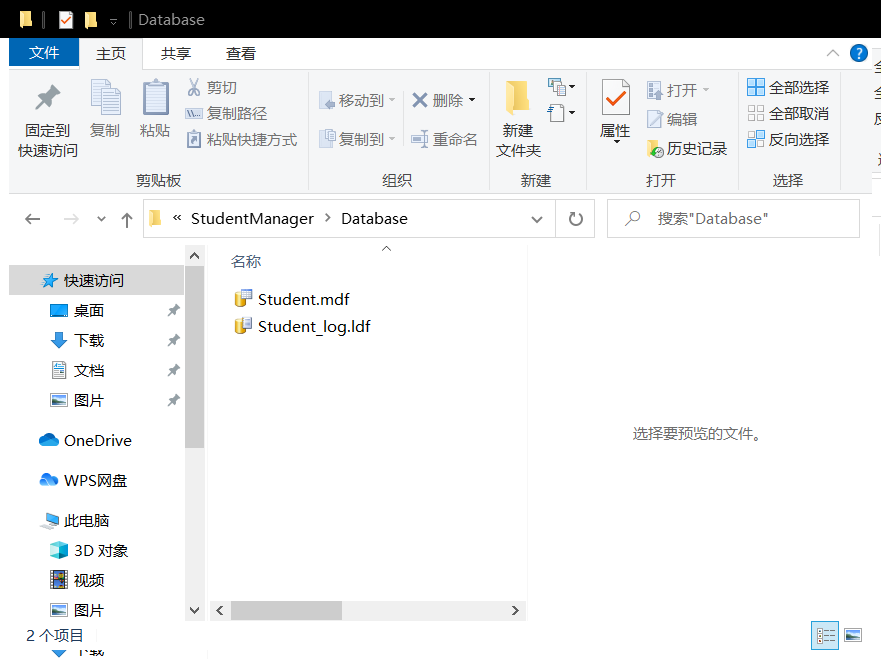 Database
文件 主页 共享 查看
固定到
快速访问
复制
粘贴
剪切
复制路径
粘贴快捷方式
剪贴板
移动到
复制到
删除
重命名
组织
新建
文件夹
新建
属性
打开
编辑
历史记录
打开
全部选择
全部取消
反向选择
选择
« StudentManager > Database
搜索"Database"
快速访问
桌面
下载
文档
图片
OneDrive
WPS网盘
此电脑
3D 对象
视频
图片
名称
Student.mdf
Student_log.ldf
选择要预览的文件。
2 个项目